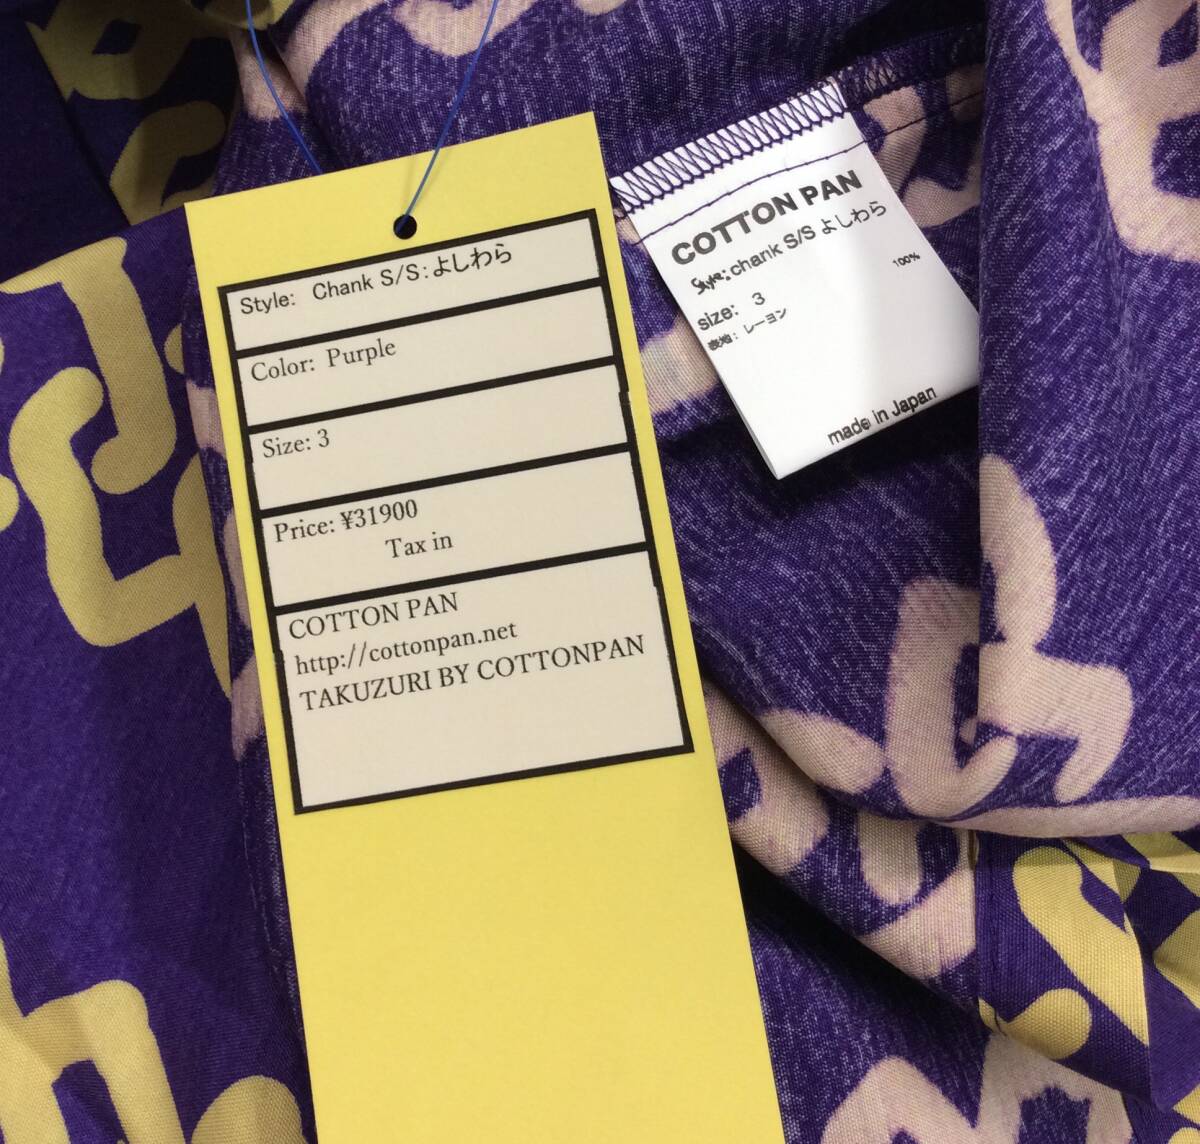 Style: Chank S/S:よしわら
Color: Purple
Size: 3
Price: ¥31900
Tax in
COTTON PAN
http://cottonpan.net
TAKUZURI BY COTTONPAN
COTTON PAN
Style:chank S/S よしわら
size: 3
表地: レーヨン 100%
made in Japan